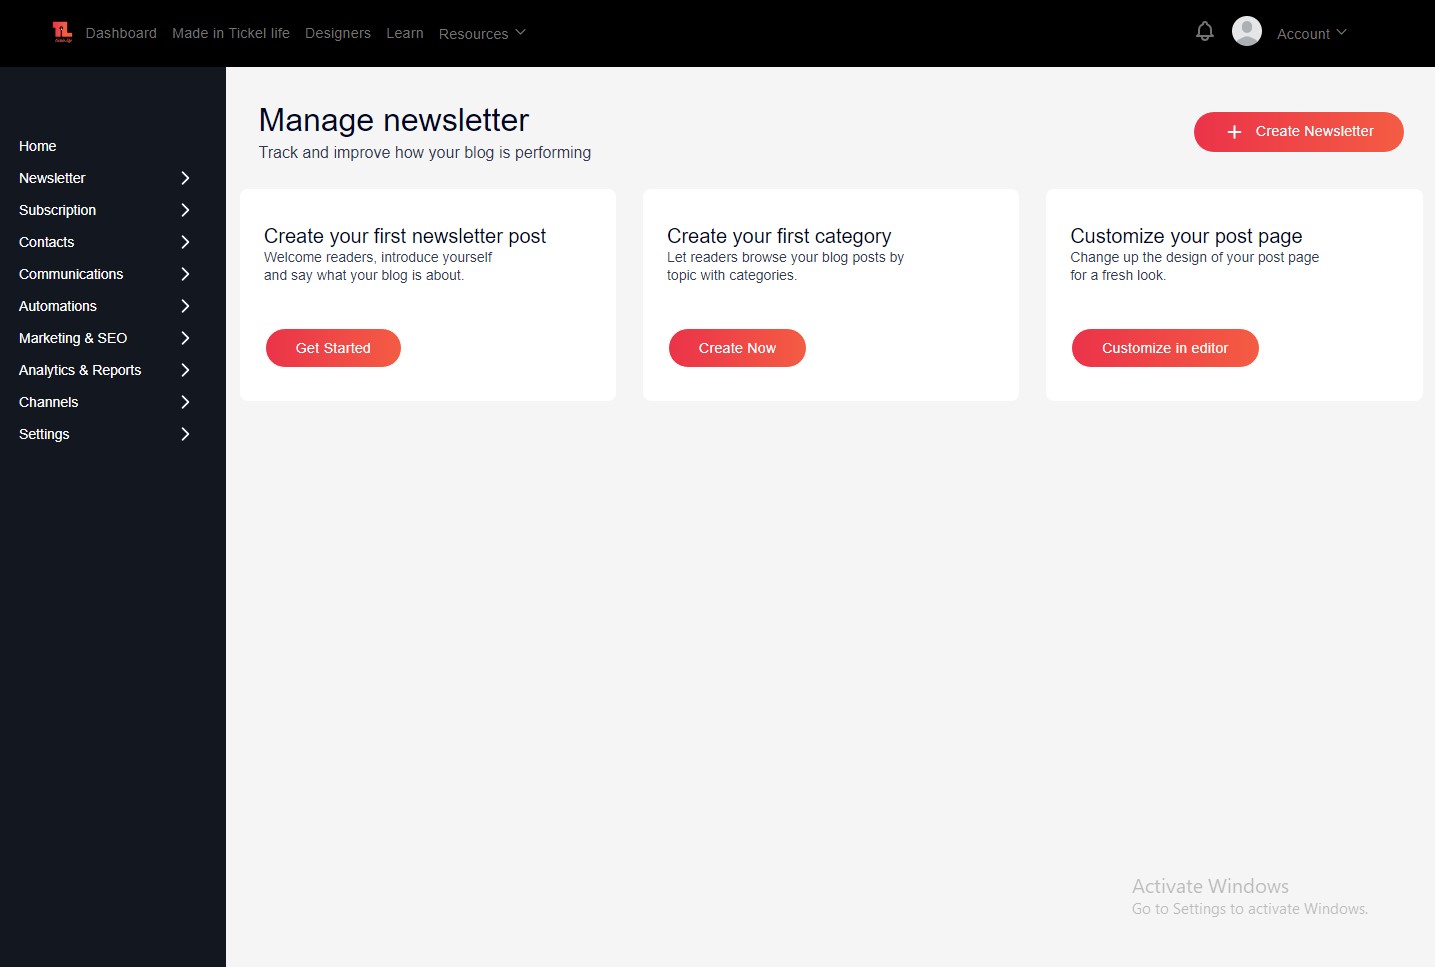 TL
Dashboard Made in Tickel life Designers Learn Resources Account
Home
Newsletter
Subscription
Contacts
Communications
Automations
Marketing & SEO
Analytics & Reports
Channels
Settings
Manage newsletter
Track and improve how your blog is performing
Create Newsletter
Create your first newsletter post
Welcome readers, introduce yourself
and say what your blog is about.
Get Started
Create your first category
Let readers browse your blog posts by
topic with categories.
Create Now
Customize your post page
Change up the design of your post page
for a fresh look.
Customize in editor
Activate Windows
Go to Settings to activate Windows.